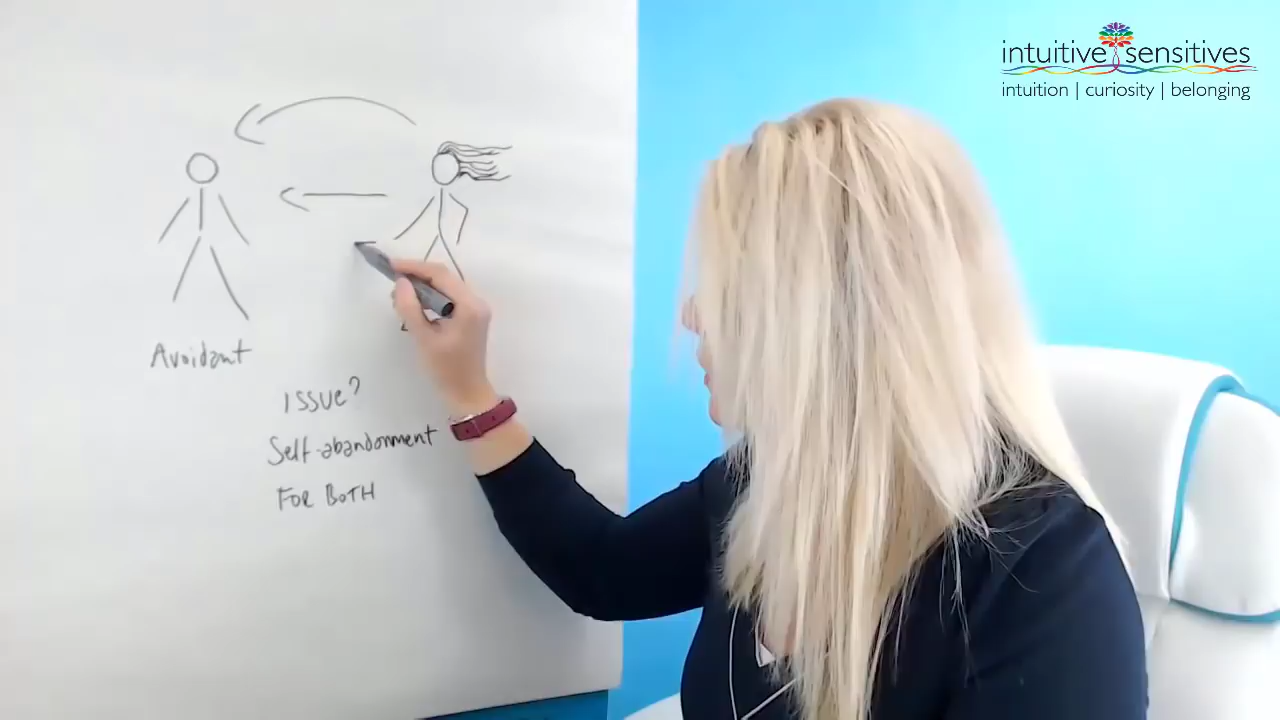 intuitive sensitives
intuition | curiosity | belonging
Avoidant
ISSUE?
Self-abandonment
FOR BOTH